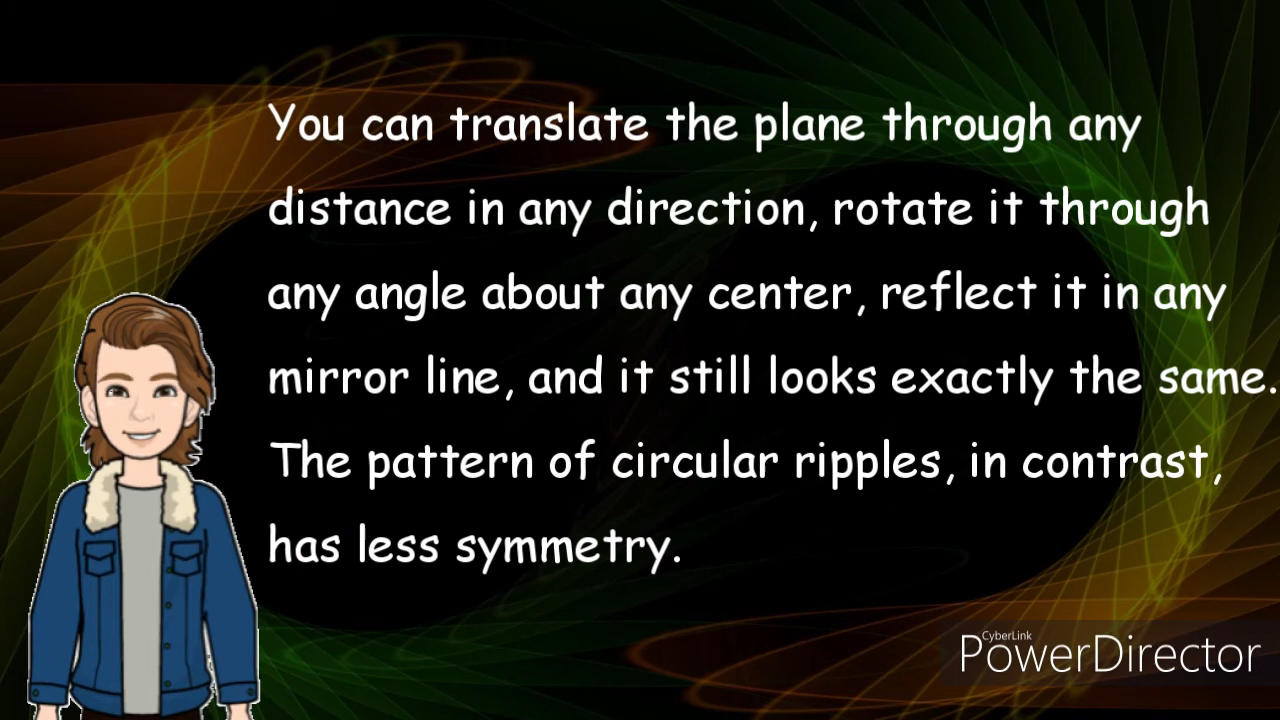 You can translate the plane through any
distance in any direction, rotate it through
any angle about any center, reflect it in any
mirror line, and it still looks exactly the same.
The pattern of circular ripples, in contrast,
has less symmetry.
CyberLink
PowerDirector